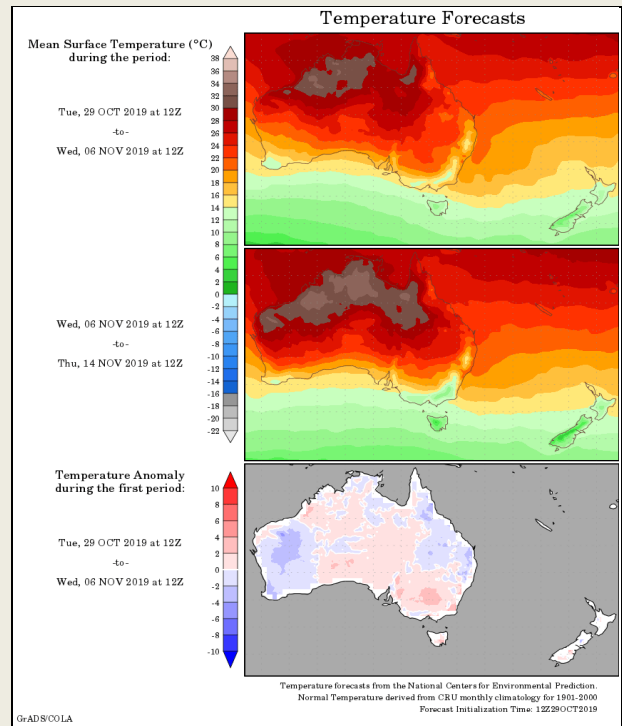 Temperature Forecasts
Mean Surface Temperature (°C)
during the period:
Tue, 29 OCT 2019 at 12Z
-to-
Wed, 06 NOV 2019 at 12Z
38
36
34
32
30
28
26
24
22
20
18
16
14
12
10
8
6
4
2
0
-2
-4
-6
-8
-10
-12
-14
-16
-18
-20
-22
Wed, 06 NOV 2019 at 12Z
-to-
Thu, 14 NOV 2019 at 12Z
Temperature Anomaly
during the first period:
Tue, 29 OCT 2019 at 12Z
-to-
Wed, 06 NOV 2019 at 12Z
10
8
6
4
2
0
-2
-4
-6
-8
-10
Temperature forecasts from the National Centers for Environmental Prediction.
Normal Temperature derived from CRU monthly climatology for 1901-2000
Forecast Initialization Time: 12Z29OCT2019
GrADS/COLA